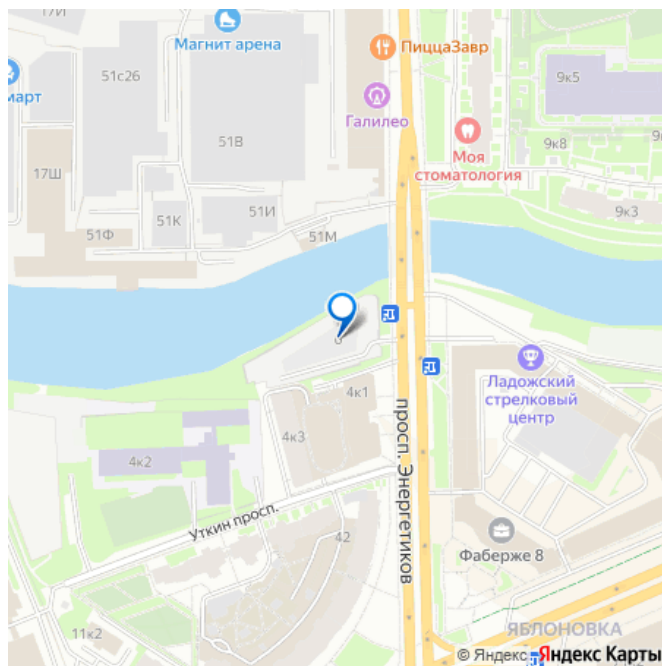 17И
Магнит арена
ПиццаЗавр
51с26
март
9к5
Галилео
51В
Моя
стоматология
9к8
17Ш
51К
51И
9к3
51Ф
51М
Ладожский
стрелковый
центр
4к1
4к3
4к2
просп. Энергетиков
Уткин просп.
42
Фаберже 8
11к2
ЯБЛОНОВКА
© Яндекс
Яндекс Карты